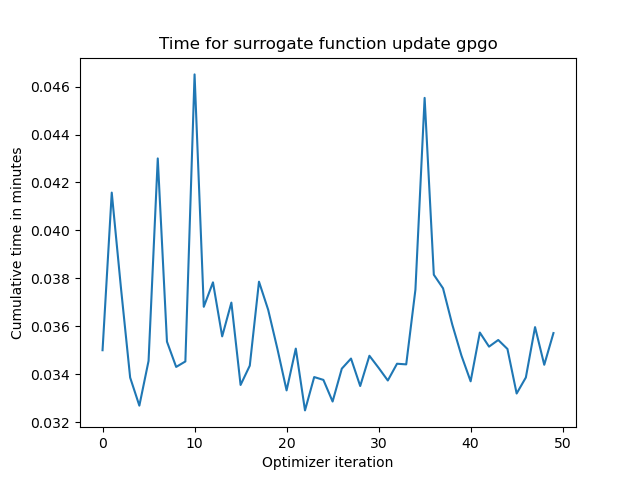 Time for surrogate function update gpgo
Cumulative time in minutes
0.046
0.044
0.042
0.040
0.038
0.036
0.034
0.032
0 10 20 30 40 50
Optimizer iteration